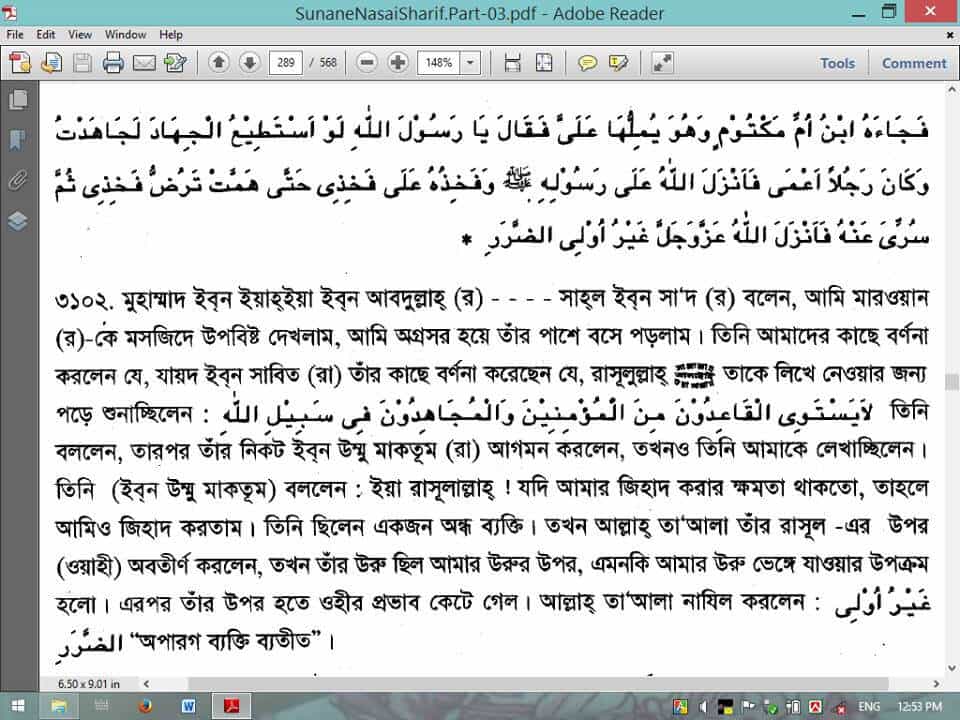 SunaneNasaiSharif.Part-03.pdf - Adobe Reader
File Edit View Window Help
289 / 568 148% Tools Comment
فَجَاءَهُ ابْنُ أُمِّ مَكْتُوْمٍ وَهُوَ يُمِلُّهَا عَلَىَّ فَقَالَ يَا رَسُوْلَ اللّٰهِ لَوْ اَسْتَطِيْعُ الْجِهَادَ لَجَاهَدْتُ
وَكَانَ رَجُلاً اَعْمٰى فَاَنْزَلَ اللّٰهُ عَلَى رَسُوْلِهِ ﷺ وَفَخِذُهُ عَلَى فَخِذِى حَتّٰى هَمَّتْ تَرُضُّ فَخِذِى ثُمَّ
سُرِّىَ عَنْهُ فَاَنْزَلَ اللّٰهُ عَزَّوَجَلَّ غَيْرُ اُوْلِى الضَّرَرِ *
৩১০২. মুহাম্মাদ ইব্‌ন ইয়াহ্‌ইয়া ইব্‌ন আবদুল্লাহ্ (র) - - - - সাহ্‌ল ইব্‌ন সা'দ (র) বলেন, আমি মারওয়ান
(র)-কে মসজিদে উপবিষ্ট দেখলাম, আমি অগ্রসর হয়ে তাঁর পাশে বসে পড়লাম। তিনি আমাদের কাছে বর্ণনা
করলেন যে, যায়দ ইব্‌ন সাবিত (রা) তাঁর কাছে বর্ণনা করেছেন যে, রাসূলুল্লাহ্ ﷺ তাকে লিখে নেওয়ার জন্য
পড়ে শুনাচ্ছিলেন : لاَيَسْتَوِى الْقَاعِدُوْنَ مِنَ الْمُؤْمِنِيْنَ وَالْمُجَاهِدُوْنَ فِى سَبِيْلِ اللّٰهِ তিনি
বললেন, তারপর তাঁর নিকট ইব্‌ন উম্মু মাকতূম (রা) আগমন করলেন, তখনও তিনি আমাকে লেখাচ্ছিলেন।
তিনি (ইব্‌ন উম্মু মাকতূম) বললেন : ইয়া রাসূলাল্লাহ্ ! যদি আমার জিহাদ করার ক্ষমতা থাকতো, তাহলে
আমিও জিহাদ করতাম। তিনি ছিলেন একজন অন্ধ ব্যক্তি। তখন আল্লাহ্ তা'আলা তাঁর রাসূল -এর উপর
(ওয়াহী) অবতীর্ণ করলেন, তখন তাঁর উরু ছিল আমার উরুর উপর, এমনকি আমার উরু ভেঙ্গে যাওয়ার উপক্রম
হলো। এরপর তাঁর উপর হতে ওহীর প্রভাব কেটে গেল। আল্লাহ্ তা'আলা নাযিল করলেন : غَيْرُ اُوْلِى
الضَّرَرِ "অপারগ ব্যক্তি ব্যতীত"।
6.50 x 9.01 in
ENG 12:53 PM